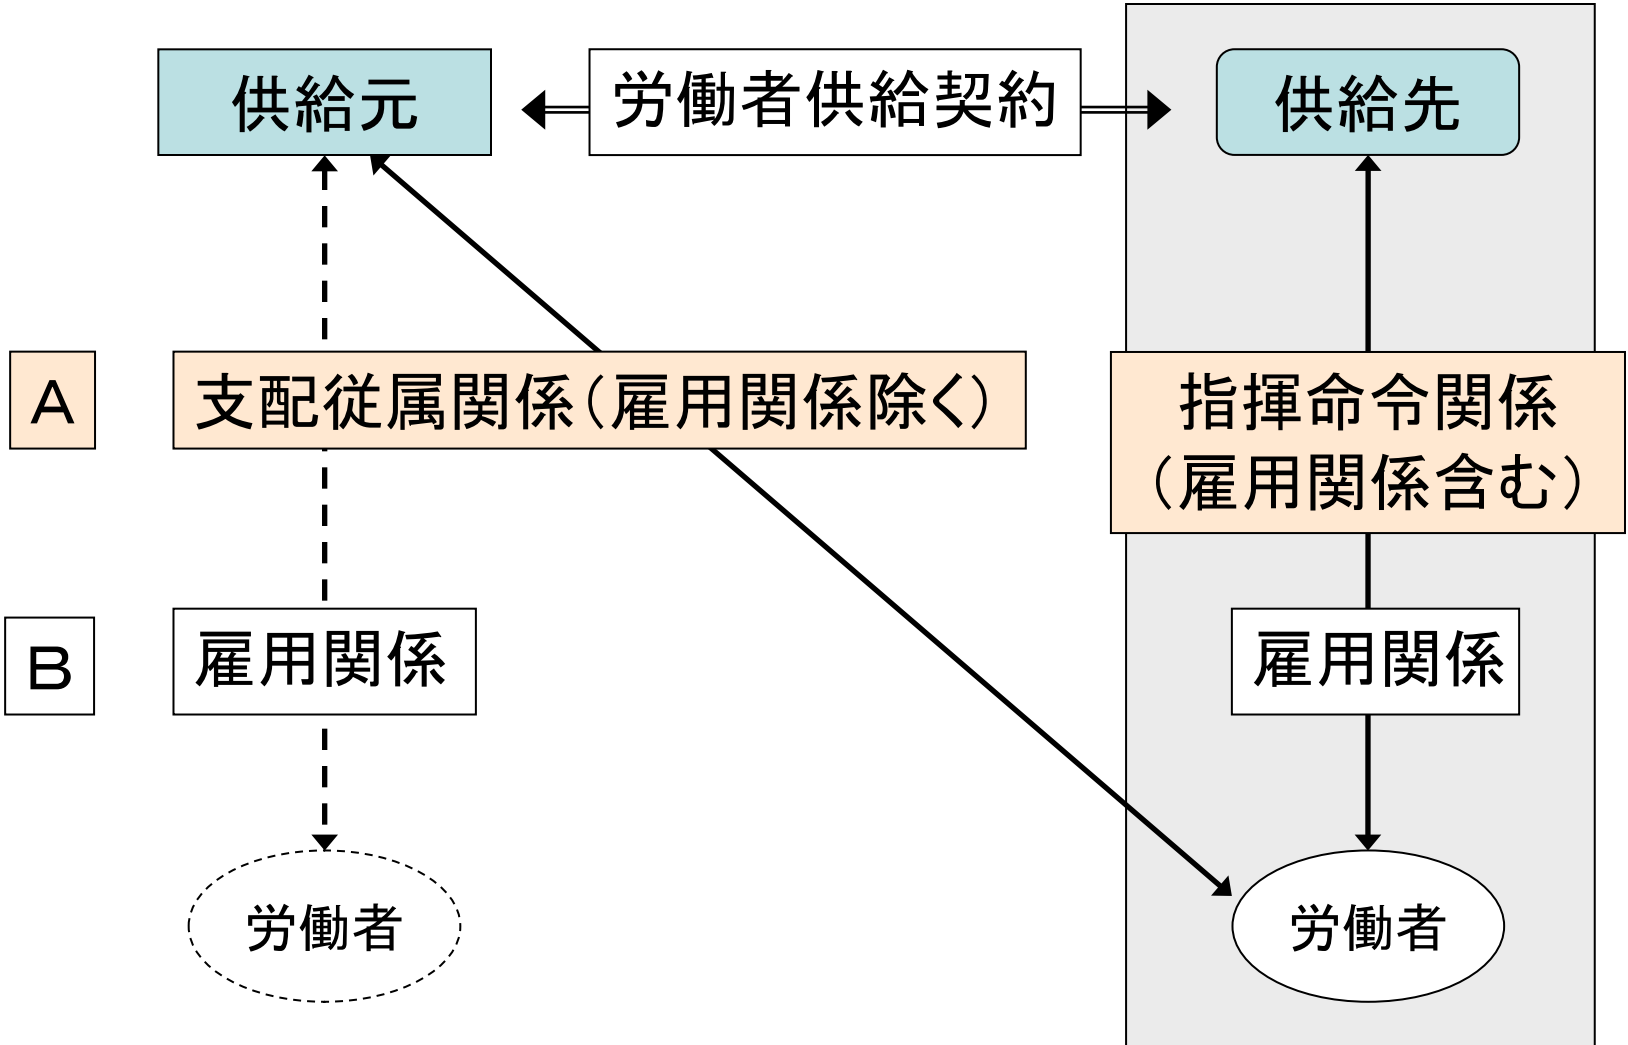 供給元
労働者供給契約
供給先
A
支配従属関係(雇用関係除く)
指揮命令関係
(雇用関係含む)
B
雇用関係
雇用関係
労働者
労働者